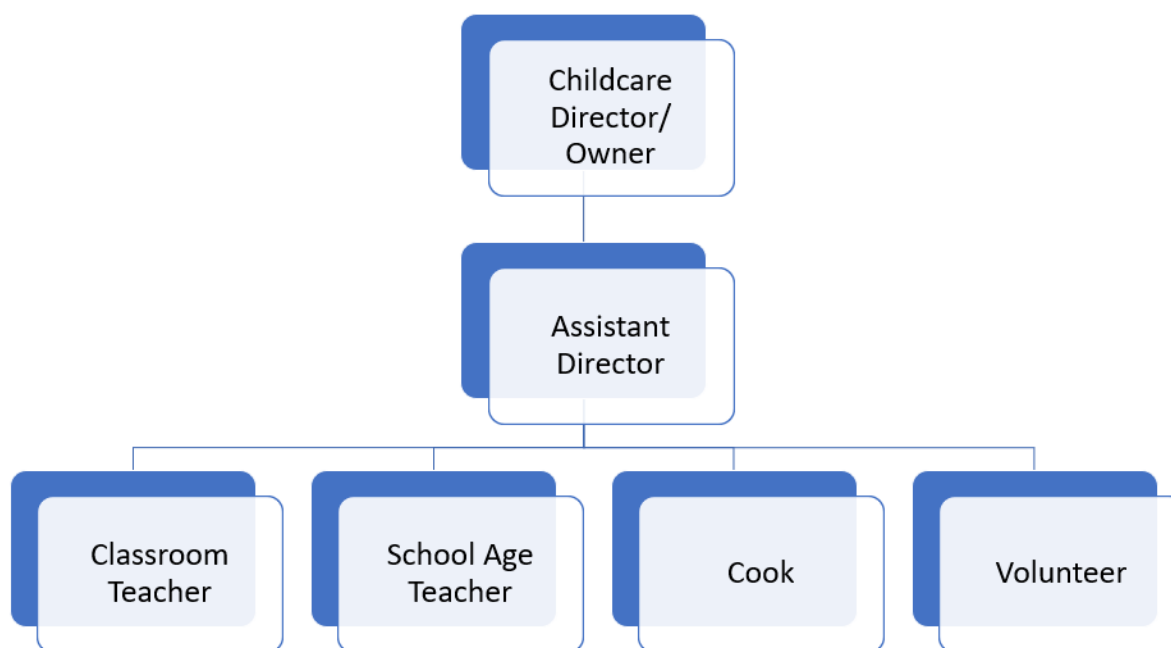 Childcare
Director/
Owner
Assistant
Director
Classroom
Teacher
School Age
Teacher
Cook
Volunteer